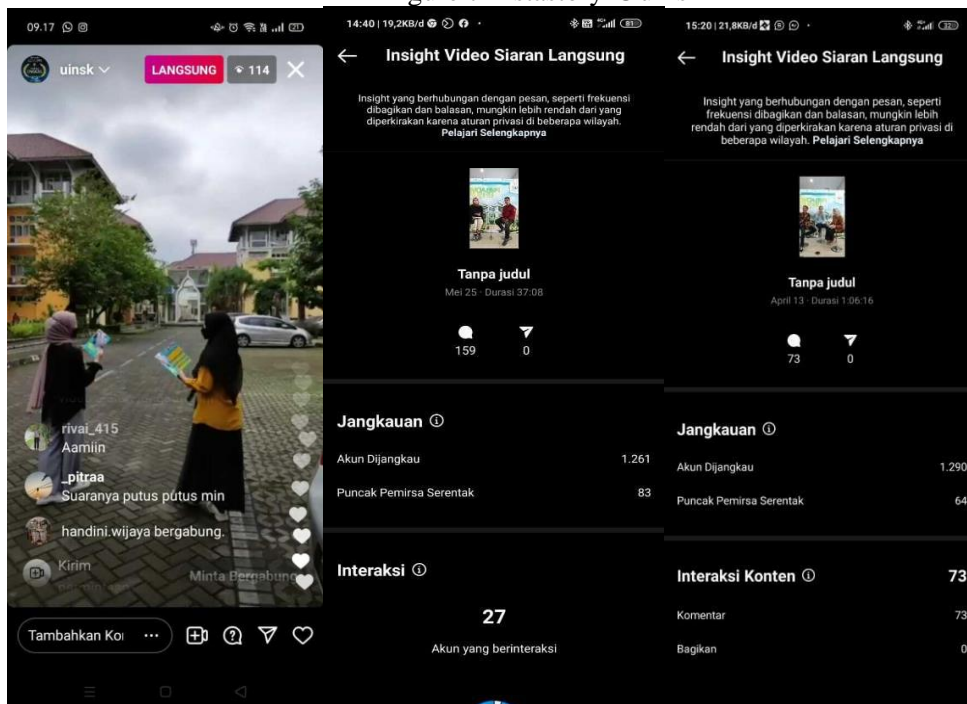 09.17
uinsk
LANGSUNG
114
rivai_415
Aamiin
_pitraa
Suaranya putus putus min
handini.wijaya bergabung.
Kirim
Minta Bergabung
Tambahkan Ko
14:40 | 19,2KB/d
81
Insight Video Siaran Langsung
Insight yang berhubungan dengan pesan, seperti frekuensi
dibagikan dan balasan, mungkin lebih rendah dari yang
diperkirakan karena aturan privasi di beberapa wilayah.
Pelajari Selengkapnya
Tanpa judul
Mei 25 · Durasi 37:08
159
0
Jangkauan
Akun Dijangkau
1.261
Puncak Pemirsa Serentak
83
Interaksi
27
Akun yang berinteraksi
15:20 | 21,8KB/d
32
Insight Video Siaran Langsung
Insight yang berhubungan dengan pesan, seperti
frekuensi dibagikan dan balasan, mungkin lebih
rendah dari yang diperkirakan karena aturan privasi di
beberapa wilayah. Pelajari Selengkapnya
Tanpa judul
April 13 · Durasi 1:06:16
73
0
Jangkauan
Akun Dijangkau
1.290
Puncak Pemirsa Serentak
64
Interaksi Konten
73
Komentar
73
Bagikan
0